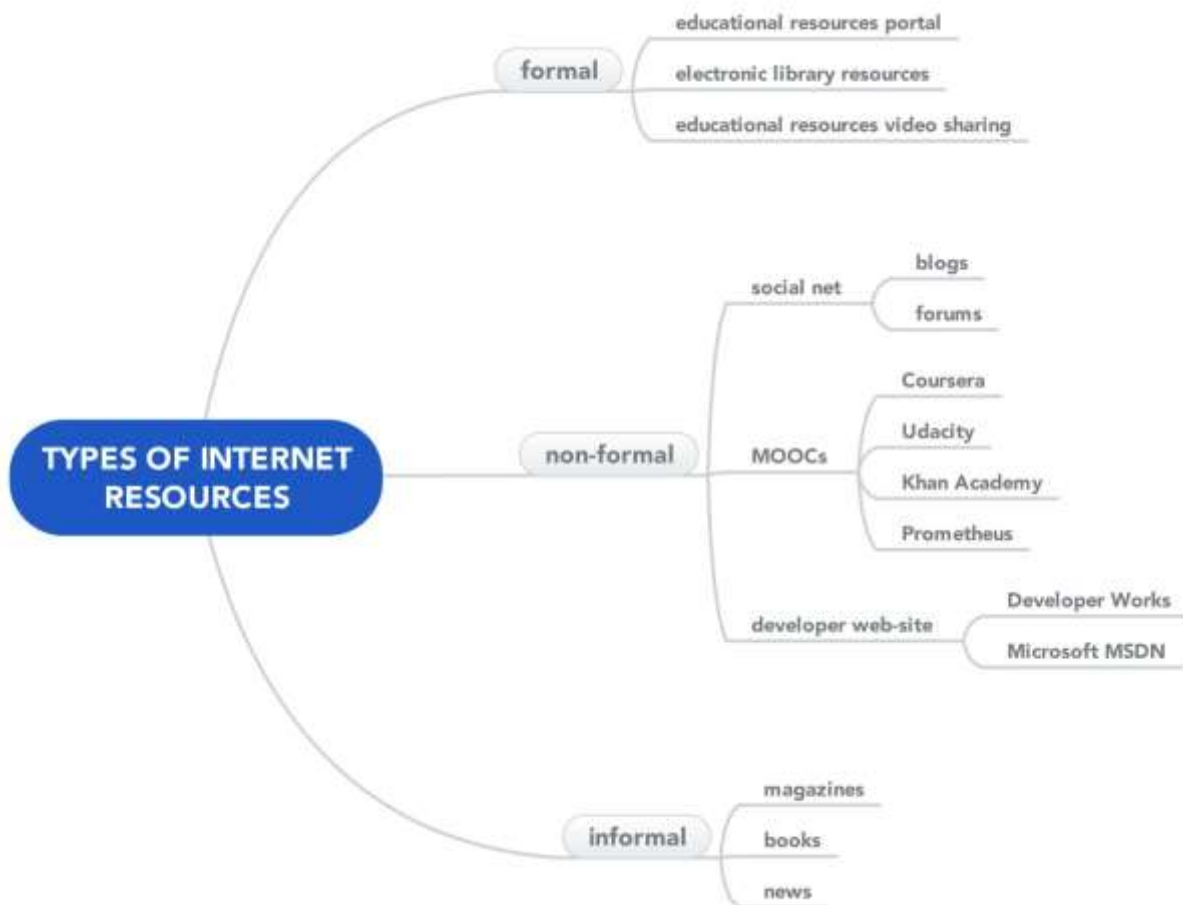 educational resources portal
formal
electronic library resources
educational resources video sharing
blogs
social net
forums
Coursera
TYPES OF INTERNET
RESOURCES
non-formal
MOOCs
Udacity
Khan Academy
Prometheus
Developer Works
developer web-site
Microsoft MSDN
magazines
informal
books
news